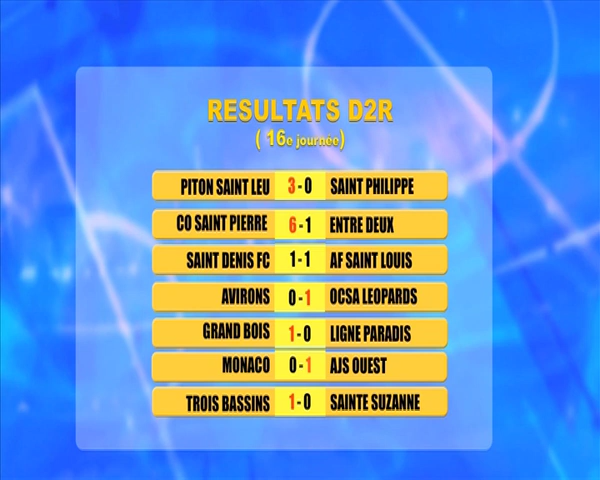 RESULTATS D2R
( 16e journée)
PITON SAINT LEU 3 - 0 SAINT PHILIPPE
CO SAINT PIERRE 6 - 1 ENTRE DEUX
SAINT DENIS FC 1 - 1 AF SAINT LOUIS
AVIRONS 0 - 1 OCSA LEOPARDS
GRAND BOIS 1 - 0 LIGNE PARADIS
MONACO 0 - 1 AJS OUEST
TROIS BASSINS 1 - 0 SAINTE SUZANNE